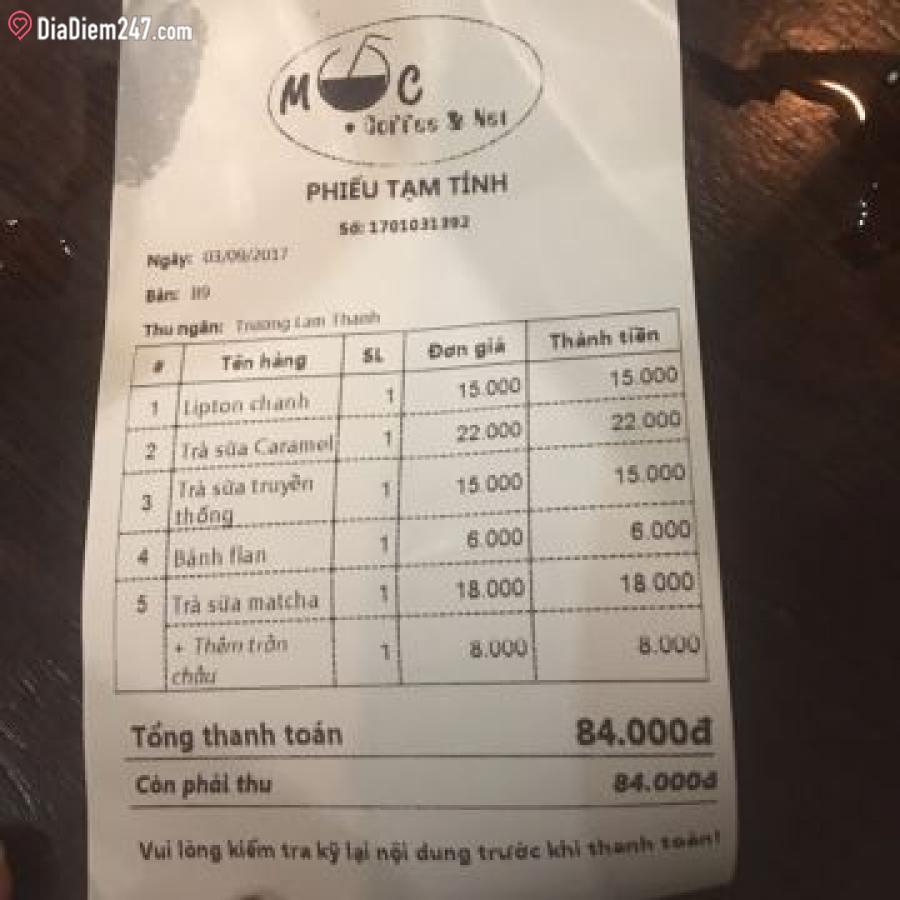 DiaDiem247.com
MỘC
Coffee & Net
PHIẾU TẠM TÍNH
Số: 1701031392
Ngày: 03/09/2017
Bàn: B9
Thu ngân: Trương Lam Thanh
# Tên hàng SL Đơn giá Thành tiền
1 Lipton chanh 1 15.000 15.000
2 Trà sữa Caramel 1 22.000 22.000
3 Trà sữa truyền thống 1 15.000 15.000
4 Bánh flan 1 6.000 6.000
5 Trà sữa matcha 1 18.000 18.000
+ Thêm trân châu 1 8.000 8.000
Tổng thanh toán 84.000đ
Còn phải thu 84.000đ
Vui lòng kiểm tra kỹ lại nội dung trước khi thanh toán!